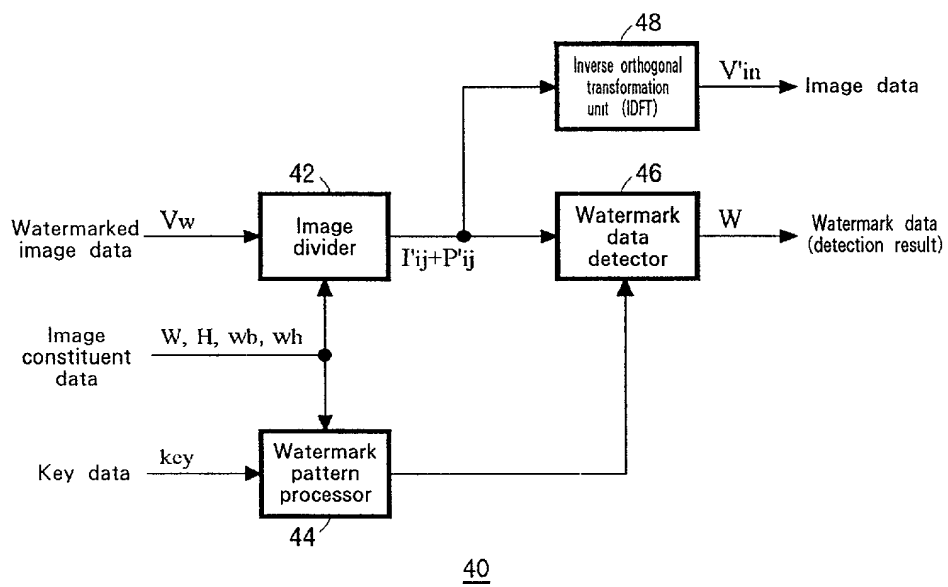 48
Inverse orthogonal
transformation
unit (IDFT)
V'in
Image data
42
Watermarked
image data
Vw
Image
divider
I'ij+P'ij
46
Watermark
data
detector
W
Watermark data
(detection result)
Image
constituent
data
W, H, wb, wh
Key data
key
Watermark
pattern
processor
44
40